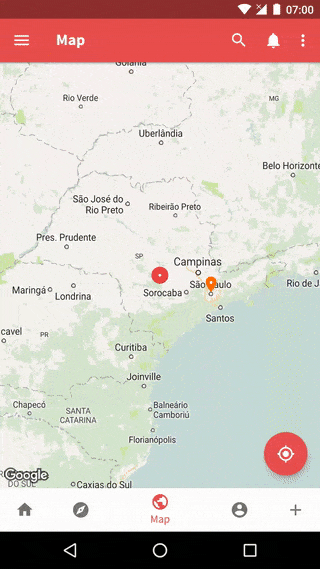 07:00
Map
Goiânia
Rio Verde
MG
Uberlândia
Belo Horizonte
São José do
Rio Preto
Ribeirão Preto
Pres. Prudente
SP
Campinas
São Paulo
Rio de J
Maringá
Londrina
Sorocaba
Santos
cavel
PR
Curitiba
Joinville
Chapecó
SANTA
CATARINA
Balneário
Camboriú
Florianópolis
Google
DO SUL
Caxias do Sul
Map